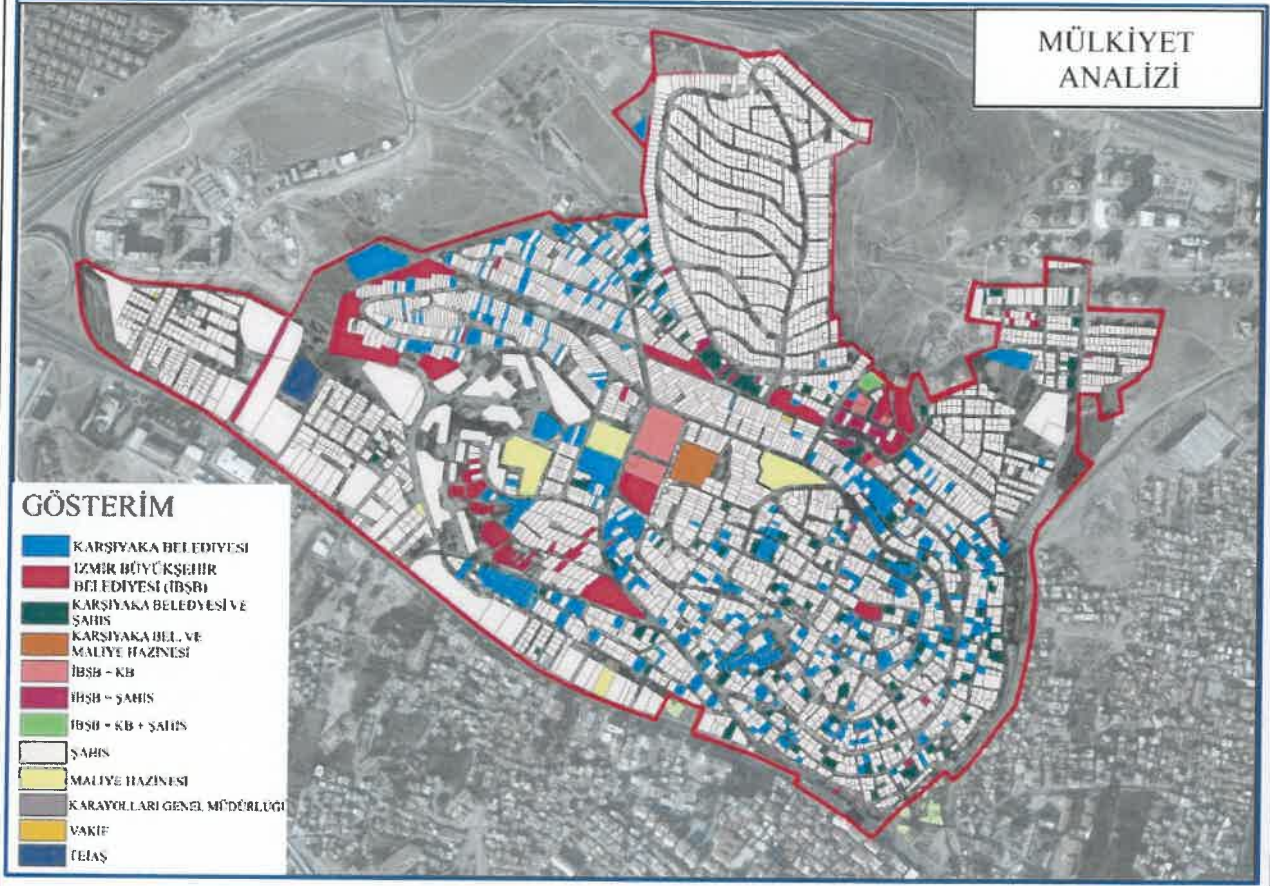 MÜLKİYET
ANALİZİ
GÖSTERİM
KARŞIYAKA BELEDİYESİ
İZMİR BÜYÜKŞEHİR
BELEDİYESİ (İBŞB)
KARŞIYAKA BELEDYESİ VE
ŞAHIS
KARŞIYAKA BEL. VE
MALİYE HAZİNESİ
İBŞB + KB
İBŞB + ŞAHIS
İBŞB + KB + ŞAHIS
ŞAHIS
MALİYE HAZİNESİ
KARAYOLLARI GENEL MÜDÜRLÜĞÜ
VAKIF
TEİAŞ